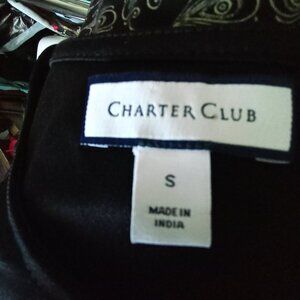 CHARTER CLUB
S
MADE IN
INDIA